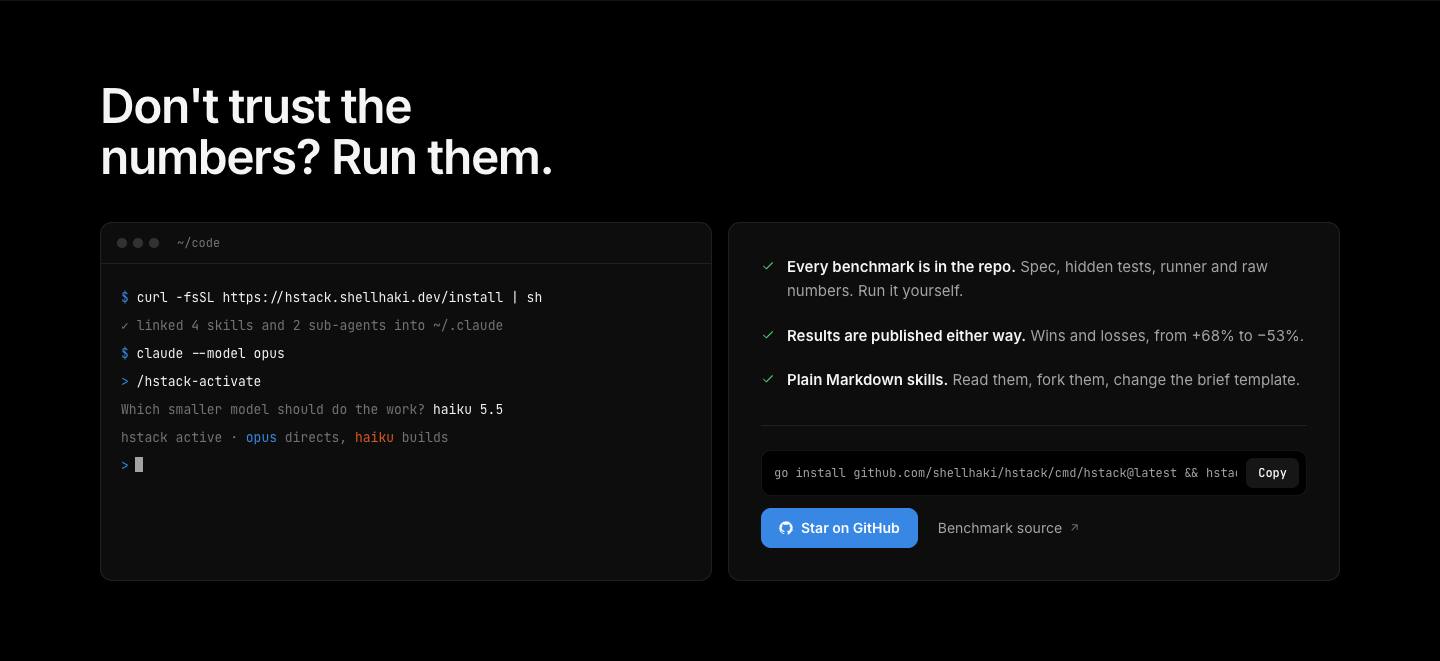 Don't trust the
numbers? Run them.
~/code
$ curl -fsSL https://hstack.shellhaki.dev/install | sh
✓ linked 4 skills and 2 sub-agents into ~/.claude
$ claude --model opus
> /hstack-activate
Which smaller model should do the work? haiku 5.5
hstack active · opus directs, haiku builds
>
Every benchmark is in the repo. Spec, hidden tests, runner and raw
numbers. Run it yourself.
Results are published either way. Wins and losses, from +68% to −53%.
Plain Markdown skills. Read them, fork them, change the brief template.
go install github.com/shellhaki/hstack/cmd/hstack@latest && hstac
Copy
Star on GitHub
Benchmark source ↗